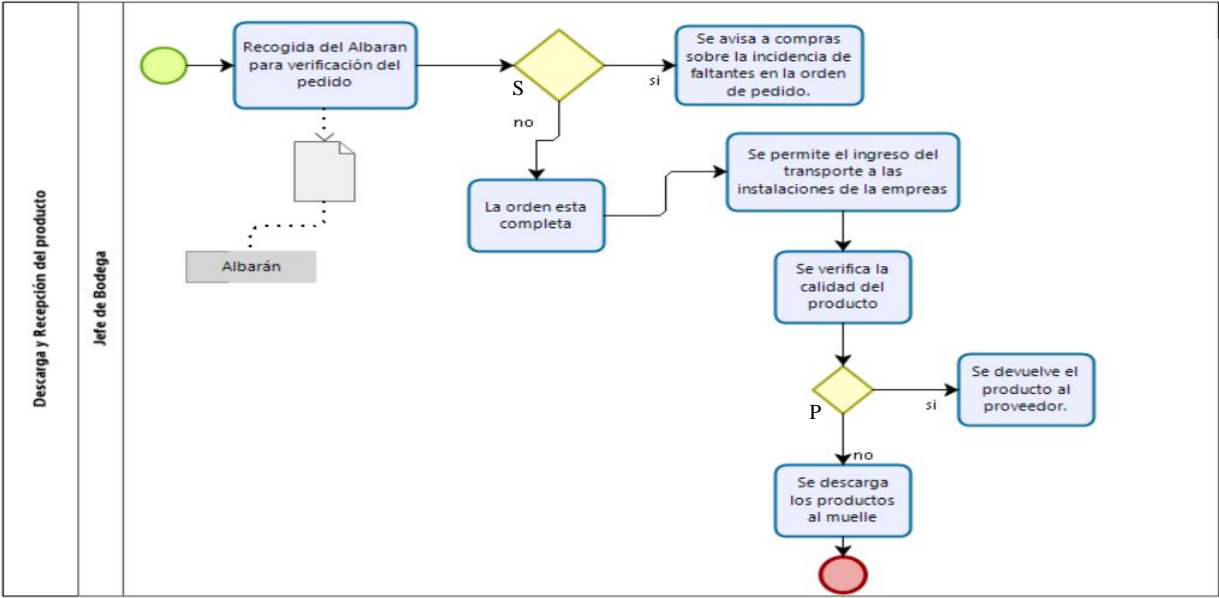 Descarga y Recepción del producto
Jefe de Bodega
Recogida del Albaran
para verificación del
pedido
Albarán
S
si
no
Se avisa a compras
sobre la incidencia de
faltantes en la orden
de pedido.
La orden esta
completa
Se permite el ingreso del
transporte a las
instalaciones de la empreas
Se verifica la
calidad del
producto
P
si
no
Se devuelve el
producto al
proveedor.
Se descarga
los productos
al muelle